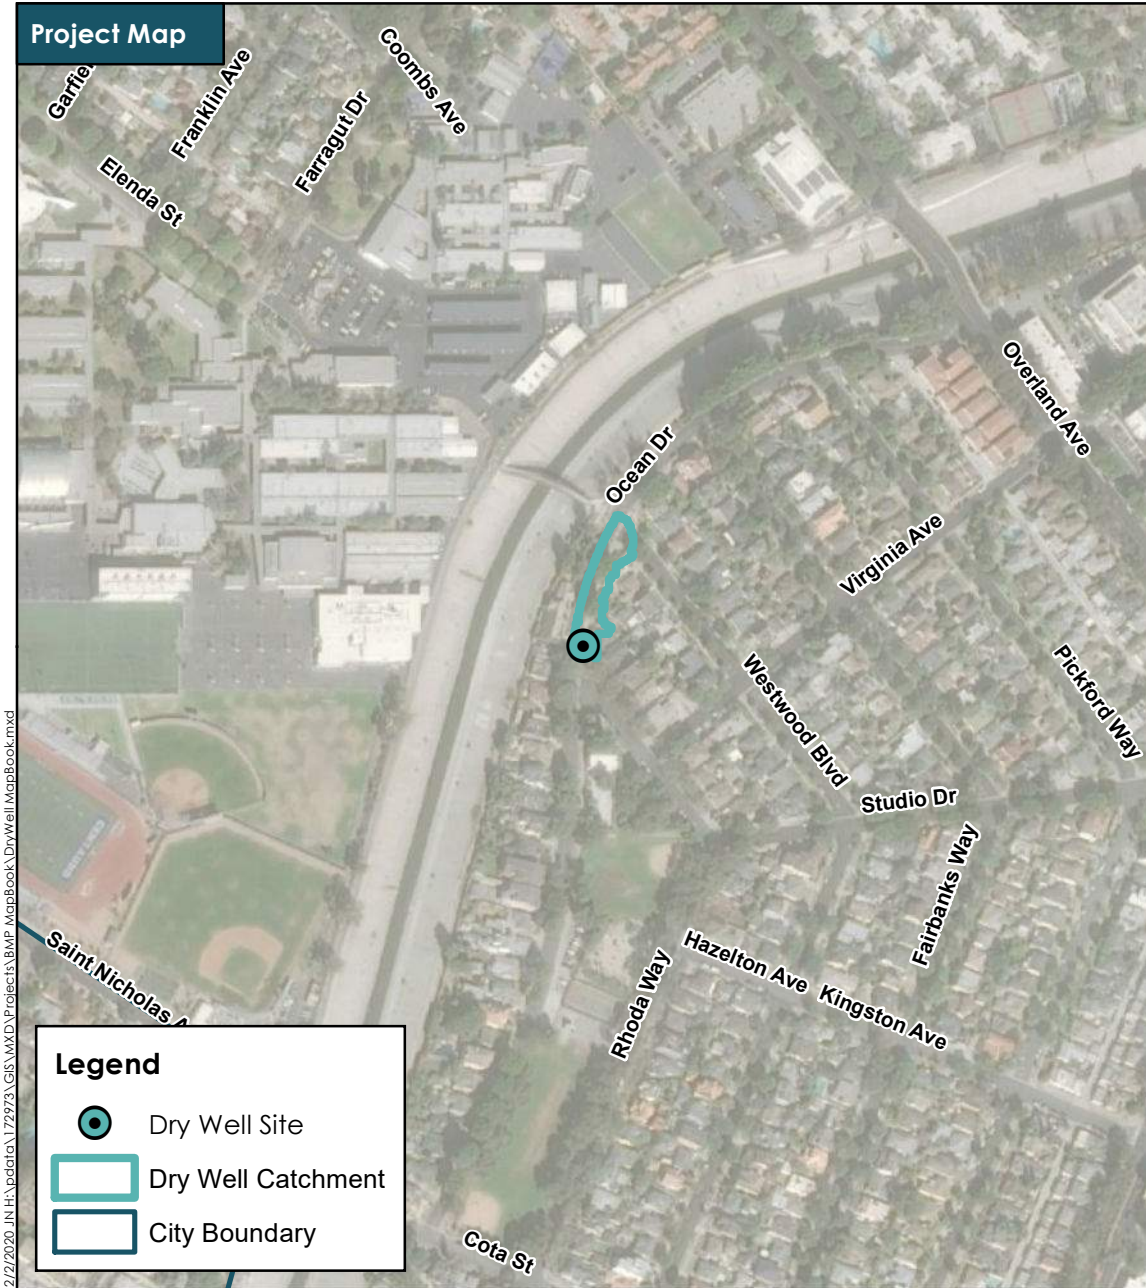 Project Map
Garfiel
Franklin Ave
Farragut Dr
Coombs Ave
Elenda St
Overland Ave
Ocean Dr
Virginia Ave
Westwood Blvd
Pickford Way
Studio Dr
Fairbanks Way
Saint Nicholas A
Hazelton Ave
Kingston Ave
Rhoda Way
Cota St
Legend
Dry Well Site
Dry Well Catchment
City Boundary
2/2/2020 JN H:\pdata\172973\GIS\MXD\Projects\BMP MapBook\DryWell MapBook.mxd